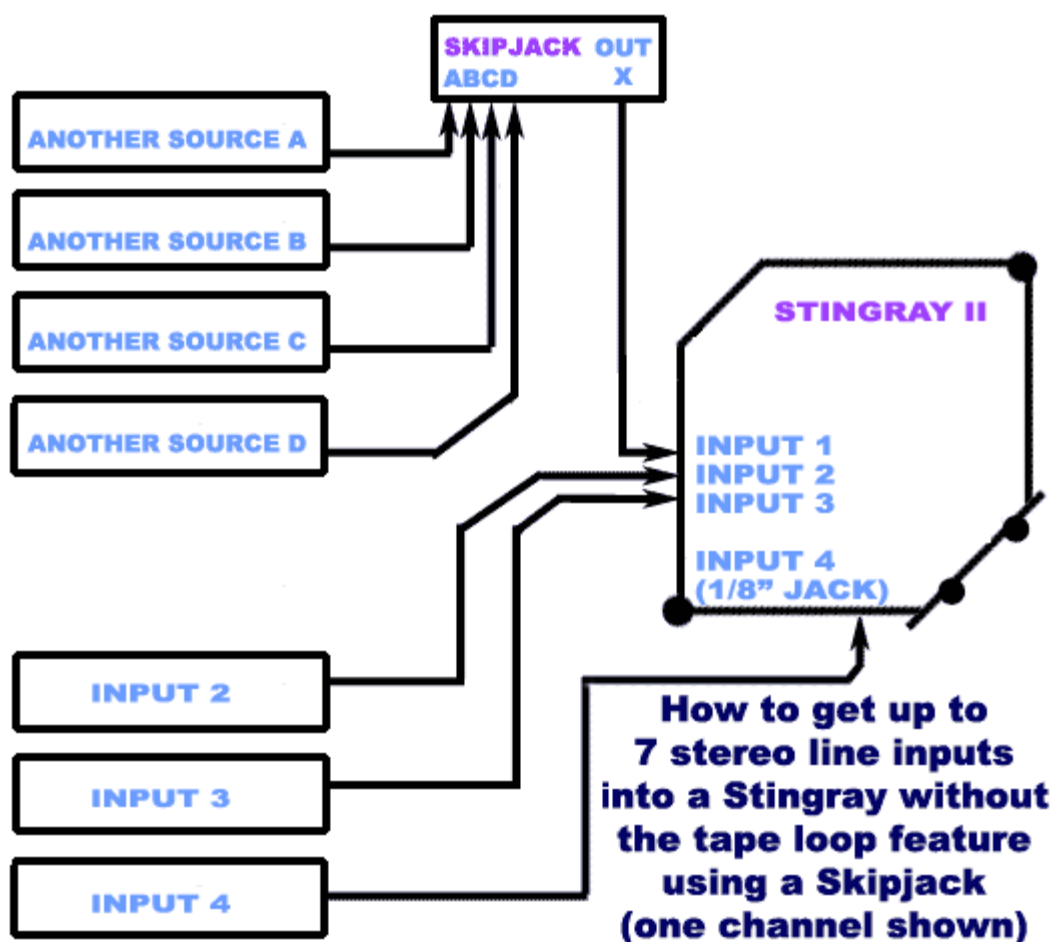 SKIPJACK OUT
ABCD X
ANOTHER SOURCE A
ANOTHER SOURCE B
ANOTHER SOURCE C
ANOTHER SOURCE D
STINGRAY II
INPUT 1
INPUT 2
INPUT 3
INPUT 4
(1/8” JACK)
INPUT 2
INPUT 3
INPUT 4
How to get up to
7 stereo line inputs
into a Stingray without
the tape loop feature
using a Skipjack
(one channel shown)